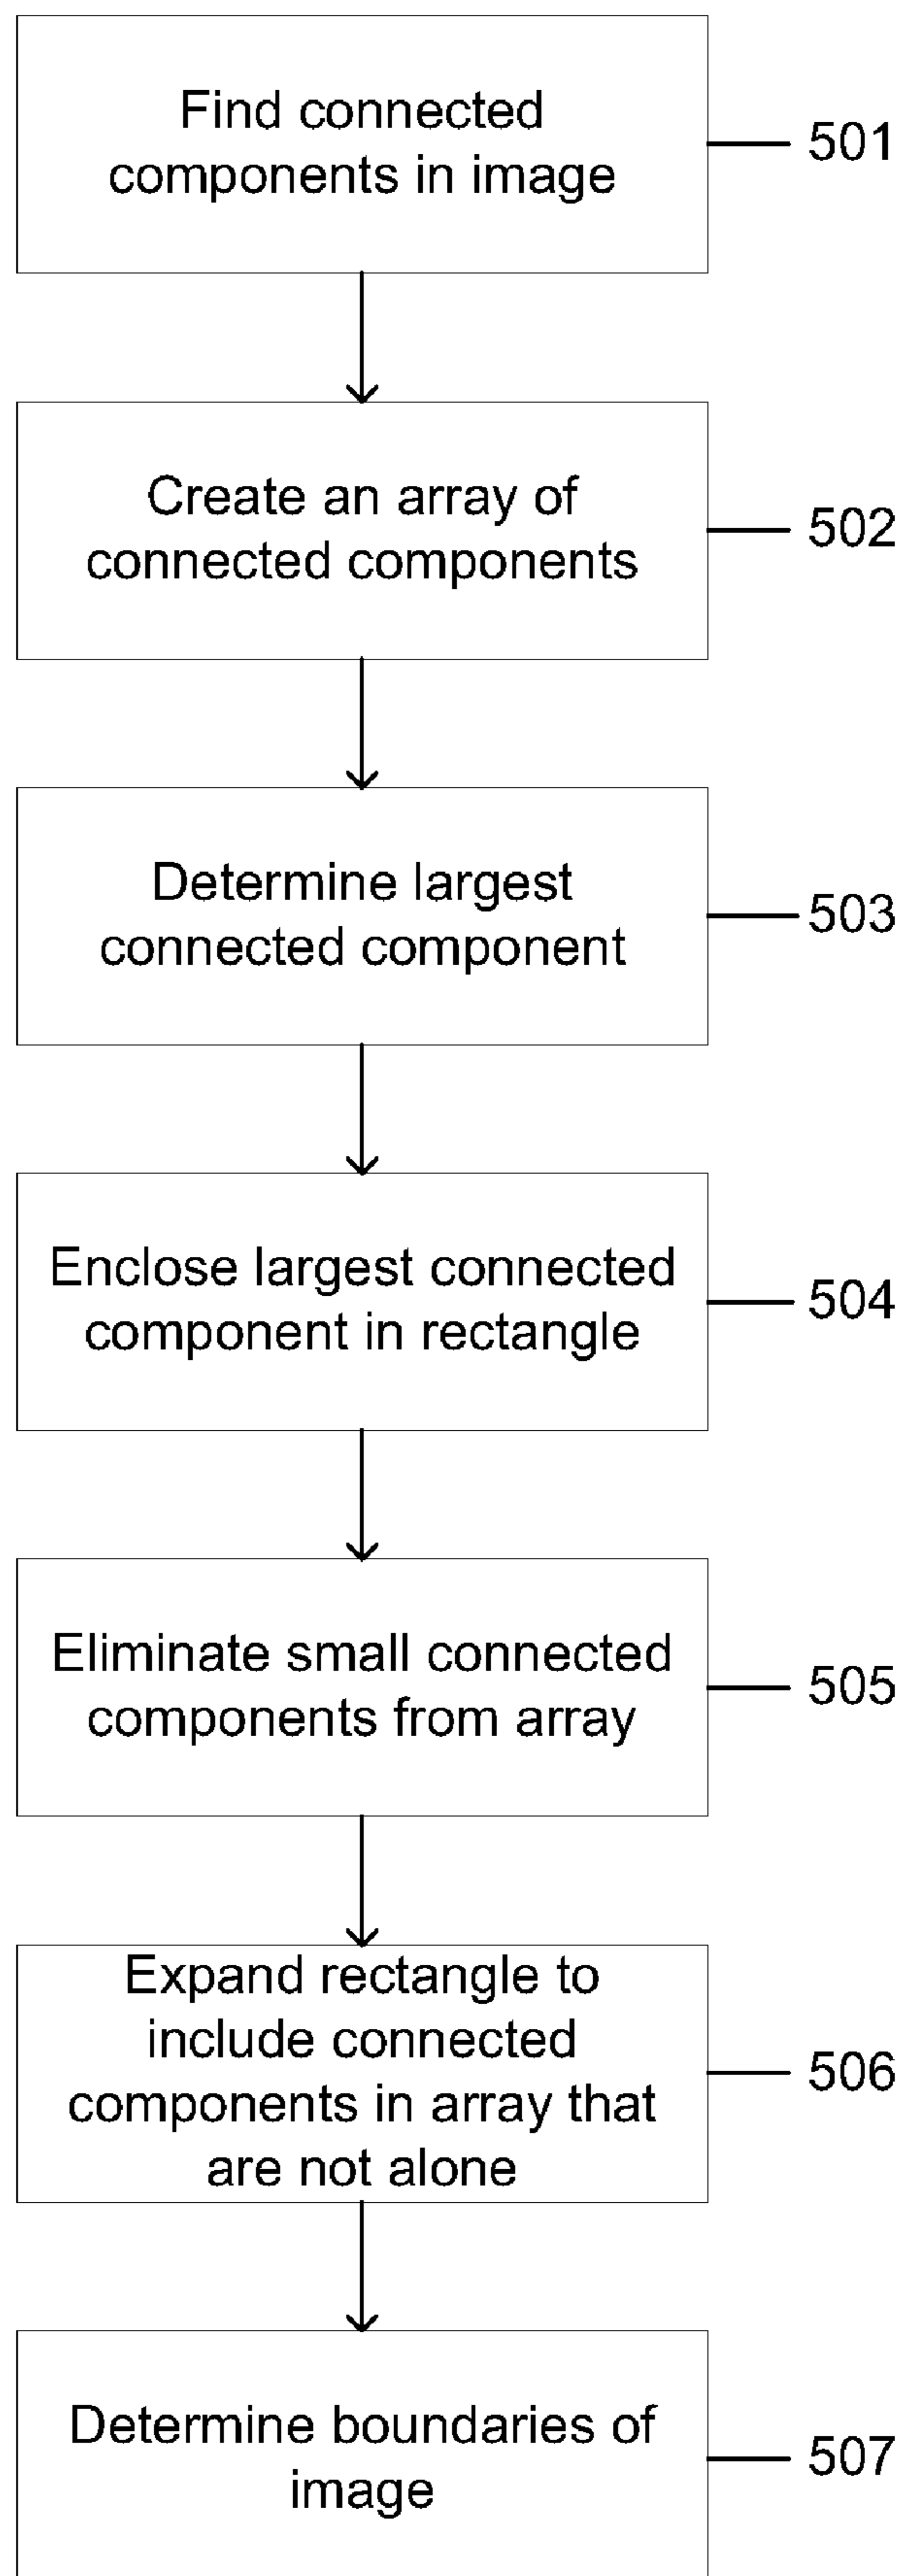 Find connected
components in image
501
Create an array of
connected components
502
Determine largest
connected component
503
Enclose largest connected
component in rectangle
504
Eliminate small connected
components from array
505
Expand rectangle to
include connected
components in array that
are not alone
506
Determine boundaries of
image
507